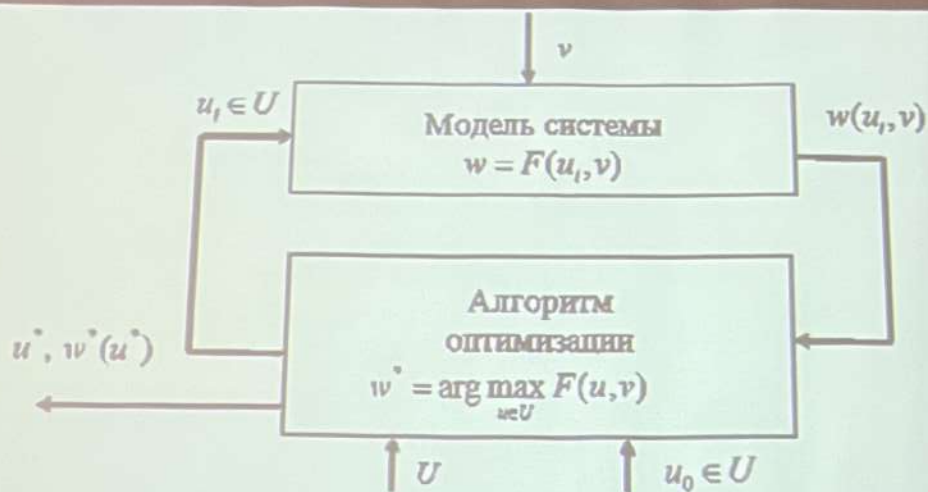 v
u_i ∈ U
Модель системы
w = F(u_i, v)
w(u_i, v)
Алгоритм
оптимизации
w* = arg max F(u, v)
u∈U
u*, w*(u*)
U
u_0 ∈ U